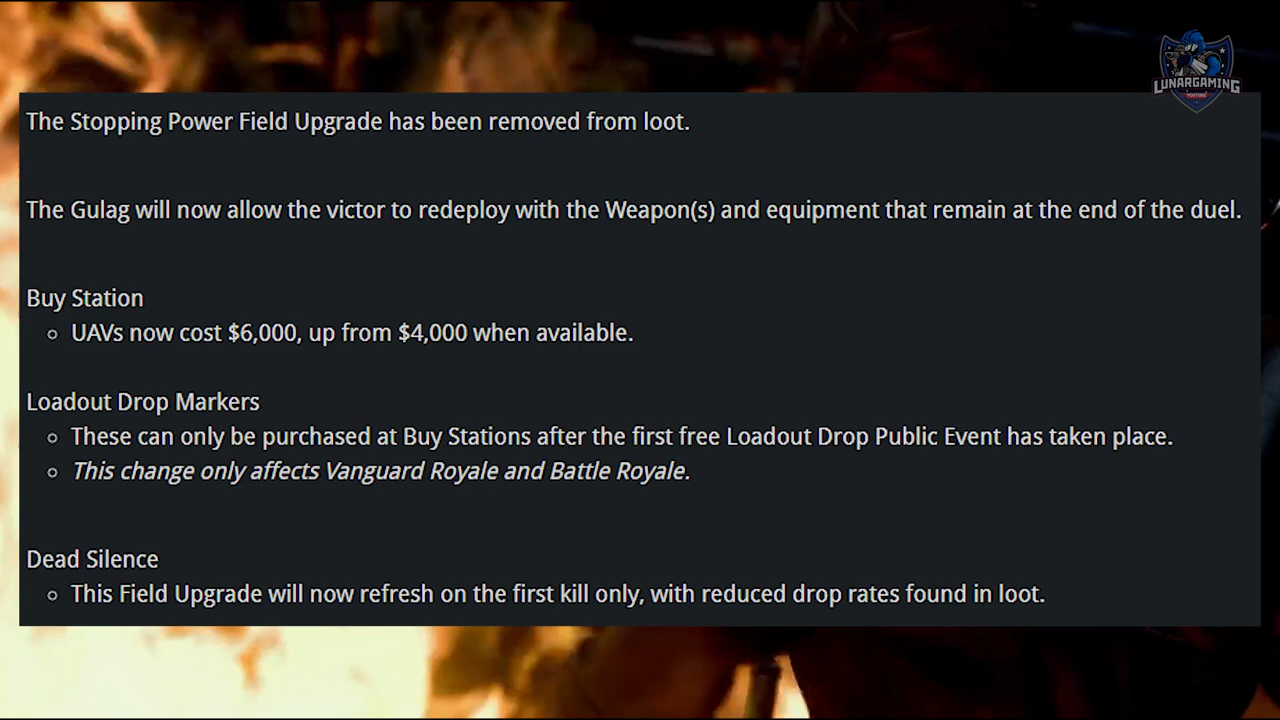 LUNARGAMING
YOUTUBE
The Stopping Power Field Upgrade has been removed from loot.
The Gulag will now allow the victor to redeploy with the Weapon(s) and equipment that remain at the end of the duel.
Buy Station
UAVs now cost $6,000, up from $4,000 when available.
Loadout Drop Markers
These can only be purchased at Buy Stations after the first free Loadout Drop Public Event has taken place.
This change only affects Vanguard Royale and Battle Royale.
Dead Silence
This Field Upgrade will now refresh on the first kill only, with reduced drop rates found in loot.